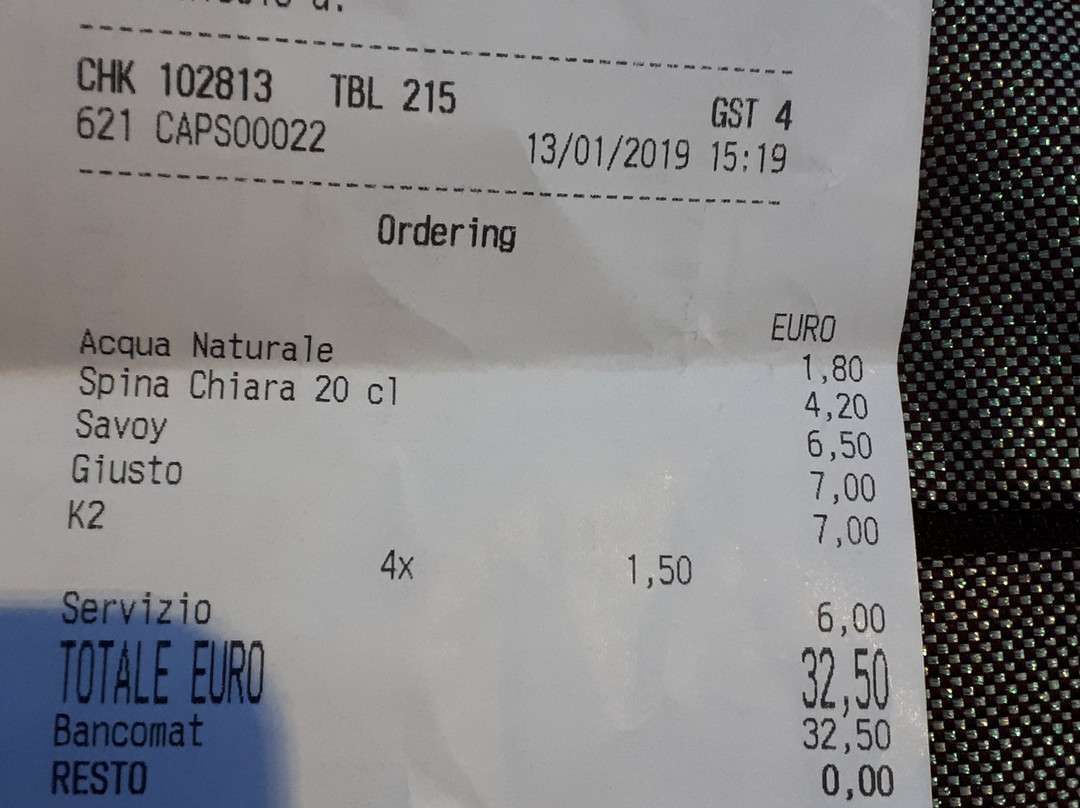 CHK 102813 TBL 215 GST 4
621 CAPS00022 13/01/2019 15:19
Ordering
EURO
Acqua Naturale 1,80
Spina Chiara 20 cl 4,20
Savoy 6,50
Giusto 7,00
K2 7,00
4x 1,50
Servizio 6,00
TOTALE EURO 32,50
Bancomat 32,50
RESTO 0,00